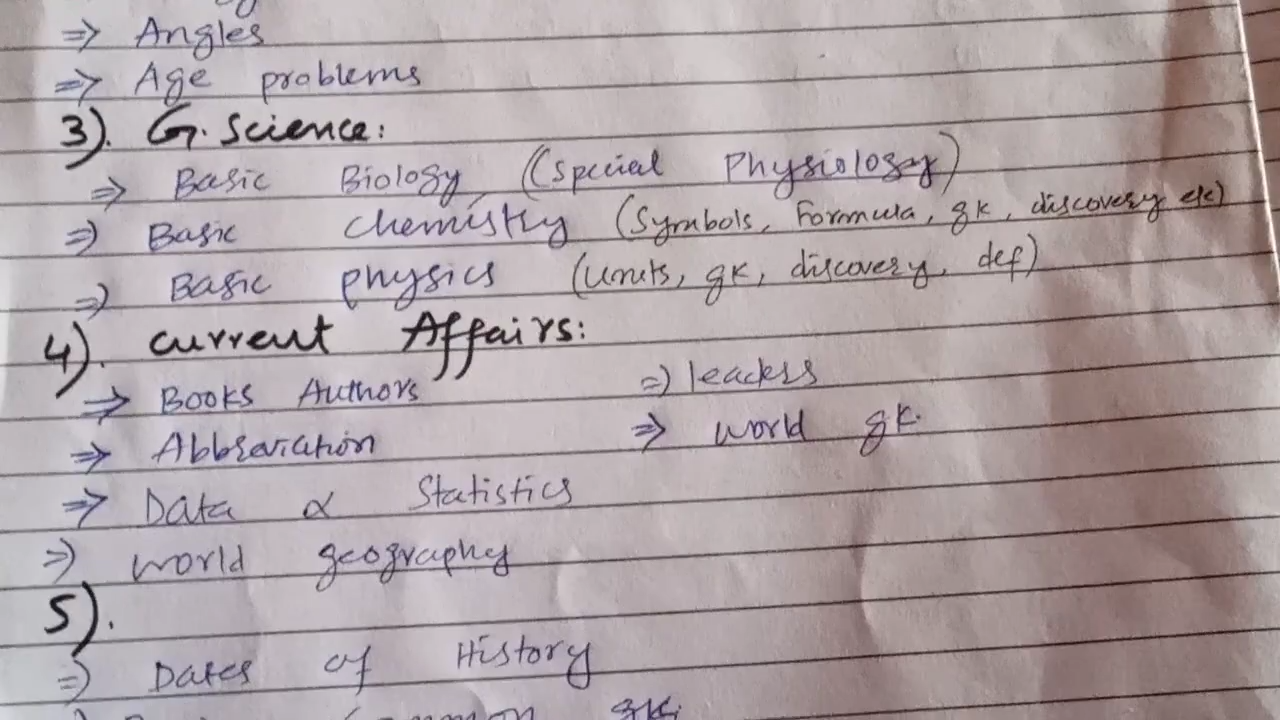 ⇒ Angles
⇒ Age problems
3). G. Science:
⇒ Basic Biology (Special Physiology)
⇒ Basic chemistry (Symbols, Formula, gk, discovery etc)
⇒ Basic physics (Units, gk, discovery, def)
4). Current Affairs:
⇒ Books Authors ⇒ leaders
⇒ Abbreviation ⇒ world gk.
⇒ Data & Statistics
⇒ world geography
5).
⇒ Dates of History
common gk.